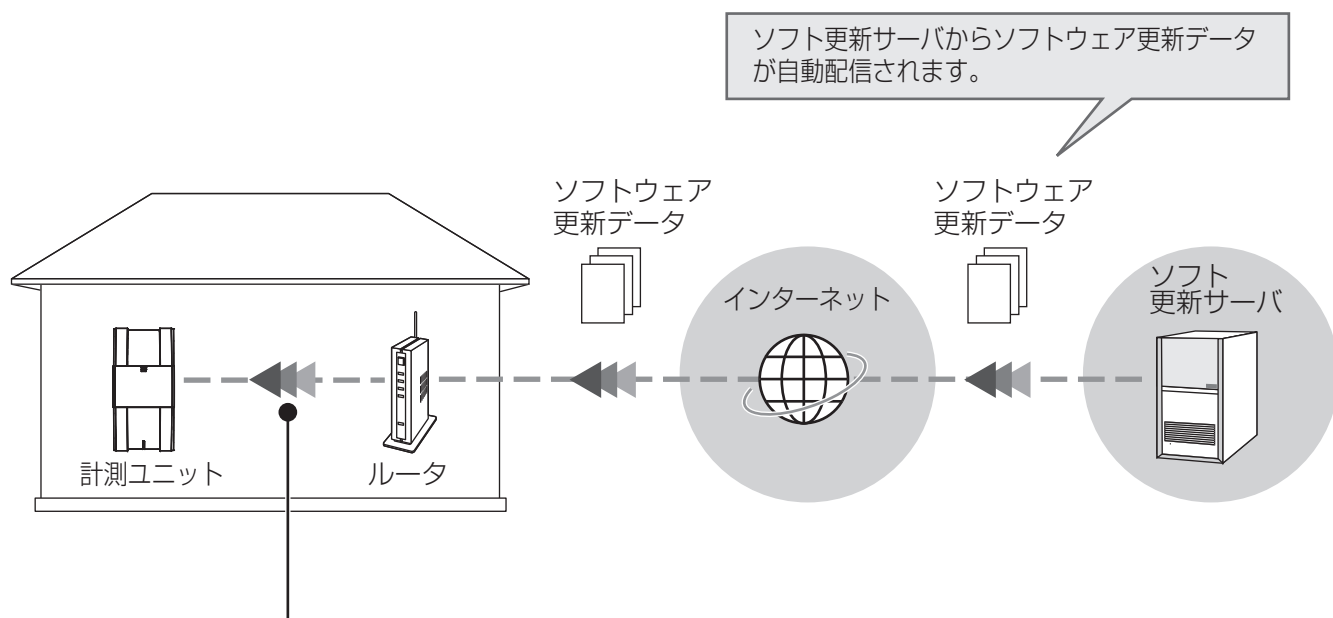 ソフト更新サーバからソフトウェア更新データ
が自動配信されます。
ソフトウェア
更新データ
ソフトウェア
更新データ
インターネット
ソフト
更新サーバ
計測ユニット
ルータ